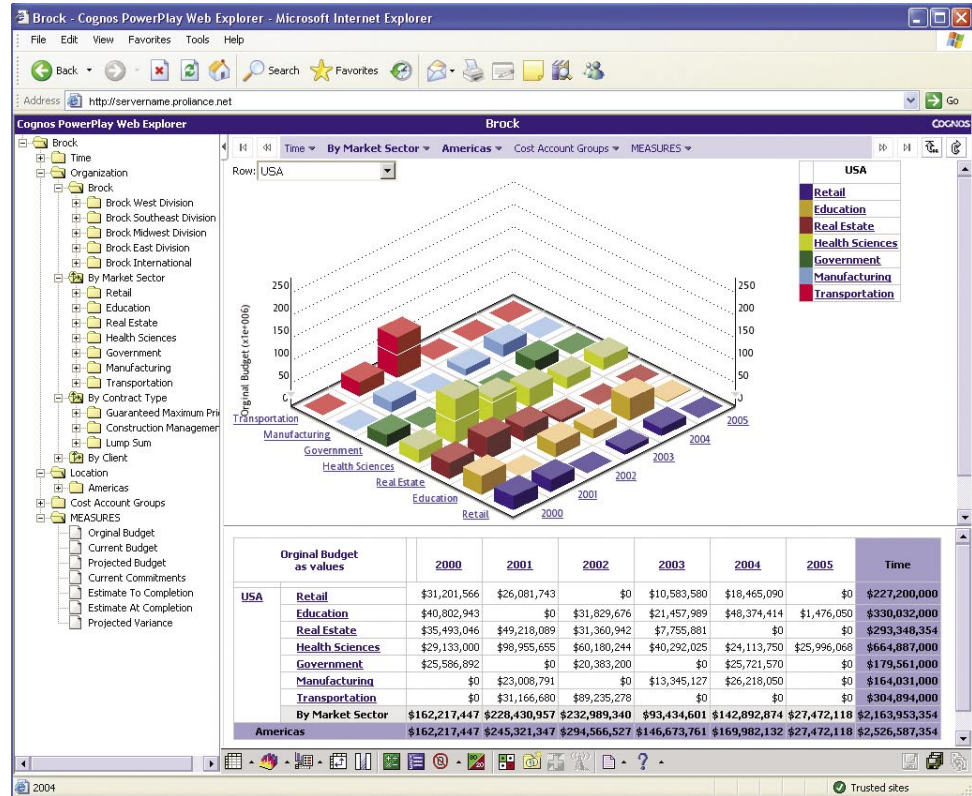 Brock - Cognos PowerPlay Web Explorer - Microsoft Internet Explorer
File Edit View Favorites Tools Help
Back Search Favorites
Address http://servername.proliance.net Go
Cognos PowerPlay Web Explorer Brock COGNOS
Brock
Time
Organization
Brock
Brock West Division
Brock Southeast Division
Brock Midwest Division
Brock East Division
Brock International
By Market Sector
Retail
Education
Real Estate
Health Sciences
Government
Manufacturing
Transportation
By Contract Type
Guaranteed Maximum Pri
Construction Managemer
Lump Sum
By Client
Location
Americas
Cost Account Groups
MEASURES
Orginal Budget
Current Budget
Projected Budget
Current Commitments
Estimate To Completion
Estimate At Completion
Projected Variance
Time By Market Sector Americas Cost Account Groups MEASURES
Row: USA
USA
Retail
Education
Real Estate
Health Sciences
Government
Manufacturing
Transportation
Orginal Budget (x1e+006)
250 250
200 200
150 150
100 100
50 50
0 0
Transportation
Manufacturing
Government
Health Sciences
Real Estate
Education
Retail
2000
2001
2002
2003
2004
2005
Orginal Budget as values 2000 2001 2002 2003 2004 2005 Time
USA Retail $31,201,566 $26,081,743 $0 $10,583,580 $18,465,090 $0 $227,200,000
Education $40,802,943 $0 $31,829,676 $21,457,989 $48,374,414 $1,476,050 $330,032,000
Real Estate $35,493,046 $49,218,089 $31,360,942 $7,755,881 $0 $0 $293,348,354
Health Sciences $29,133,000 $98,955,655 $60,180,244 $40,292,025 $24,113,750 $25,996,068 $664,887,000
Government $25,586,892 $0 $20,383,200 $0 $25,721,570 $0 $179,561,000
Manufacturing $0 $23,008,791 $0 $13,345,127 $26,218,050 $0 $164,031,000
Transportation $0 $31,166,680 $89,235,278 $0 $0 $0 $304,894,000
By Market Sector $162,217,447 $228,430,957 $232,989,340 $93,434,601 $142,892,874 $27,472,118 $2,163,953,354
Americas $162,217,447 $245,321,347 $294,566,527 $146,673,761 $169,982,132 $27,472,118 $2,526,587,354
2004 Trusted sites